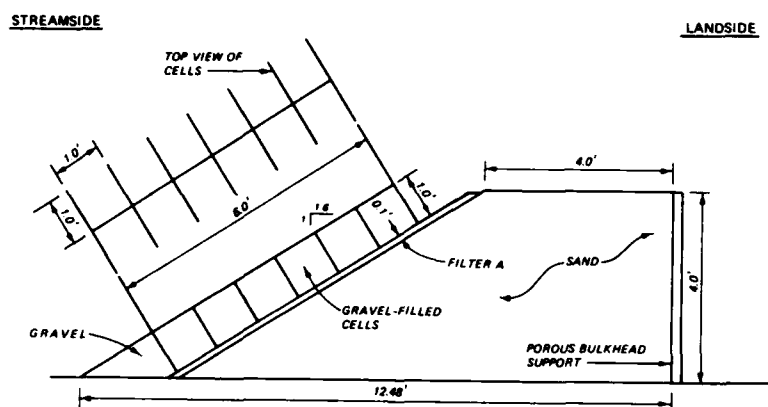 STREAMSIDE
LANDSIDE
TOP VIEW OF
CELLS
1.0'
1.0'
6.0'
1.6
1
0.1'
1.0'
4.0'
4.0'
FILTER A
SAND
GRAVEL-FILLED
CELLS
GRAVEL
POROUS BULKHEAD
SUPPORT
12.48'